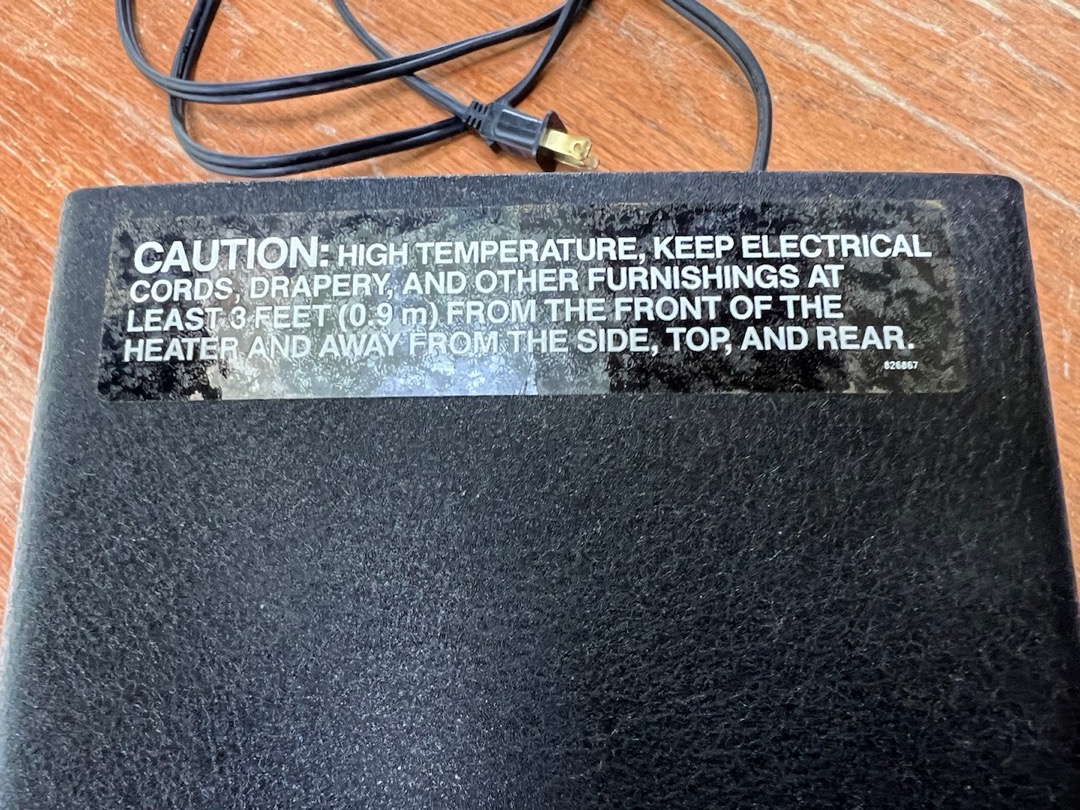 CAUTION: HIGH TEMPERATURE, KEEP ELECTRICAL
CORDS, DRAPERY, AND OTHER FURNISHINGS AT
LEAST 3 FEET (0.9 m) FROM THE FRONT OF THE
HEATER AND AWAY FROM THE SIDE, TOP, AND REAR.
826867